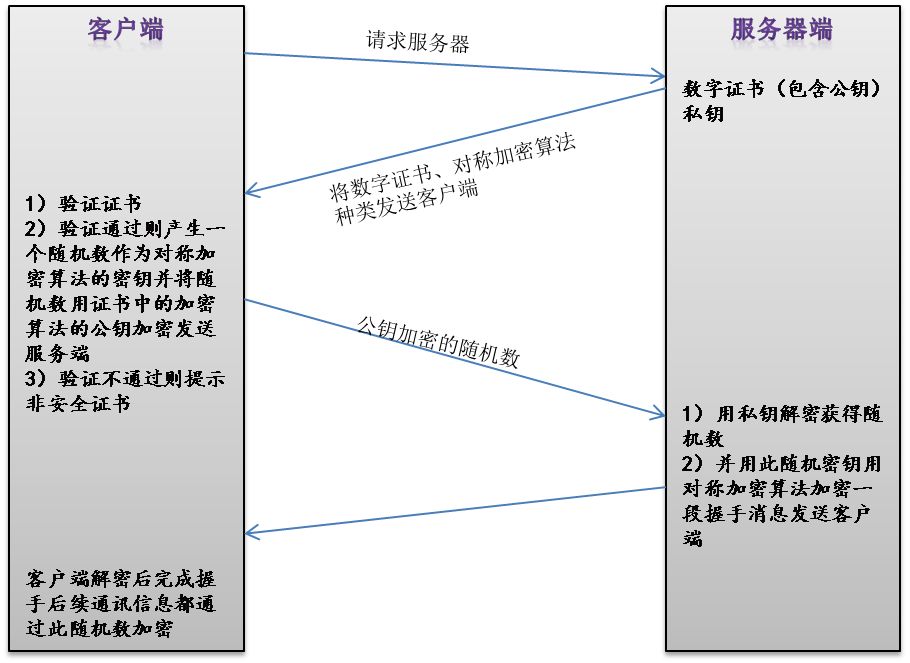 客户端
服务器端
请求服务器
数字证书（包含公钥）
私钥
将数字证书、对称加密算法
种类发送客户端
1）验证证书
2）验证通过则产生一
个随机数作为对称加
密算法的密钥并将随
机数用证书中的加密
算法的公钥加密发送
服务端
3）验证不通过则提示
非安全证书
公钥加密的随机数
1）用私钥解密获得随
机数
2）并用此随机密钥用
对称加密算法加密一
段握手消息发送客户
端
客户端解密后完成握
手后续通讯信息都通
过此随机数加密